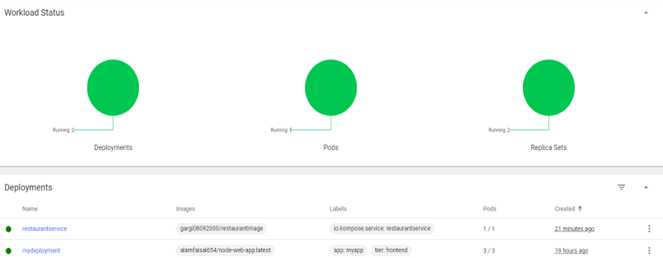 Workload Status
Running: 2
Running: 5
Running: 2
Deployments
Pods
Replica Sets
Deployments
Name Images Labels Pods Created
restaurantservice gargi08092000/restaurantimage io.kompose.service: restaurantservice 1 / 1 21 minutes ago
mydeployment alamfaisal654/node-web-app:latest app: myapp tier: frontend 3 / 3 19 hours ago